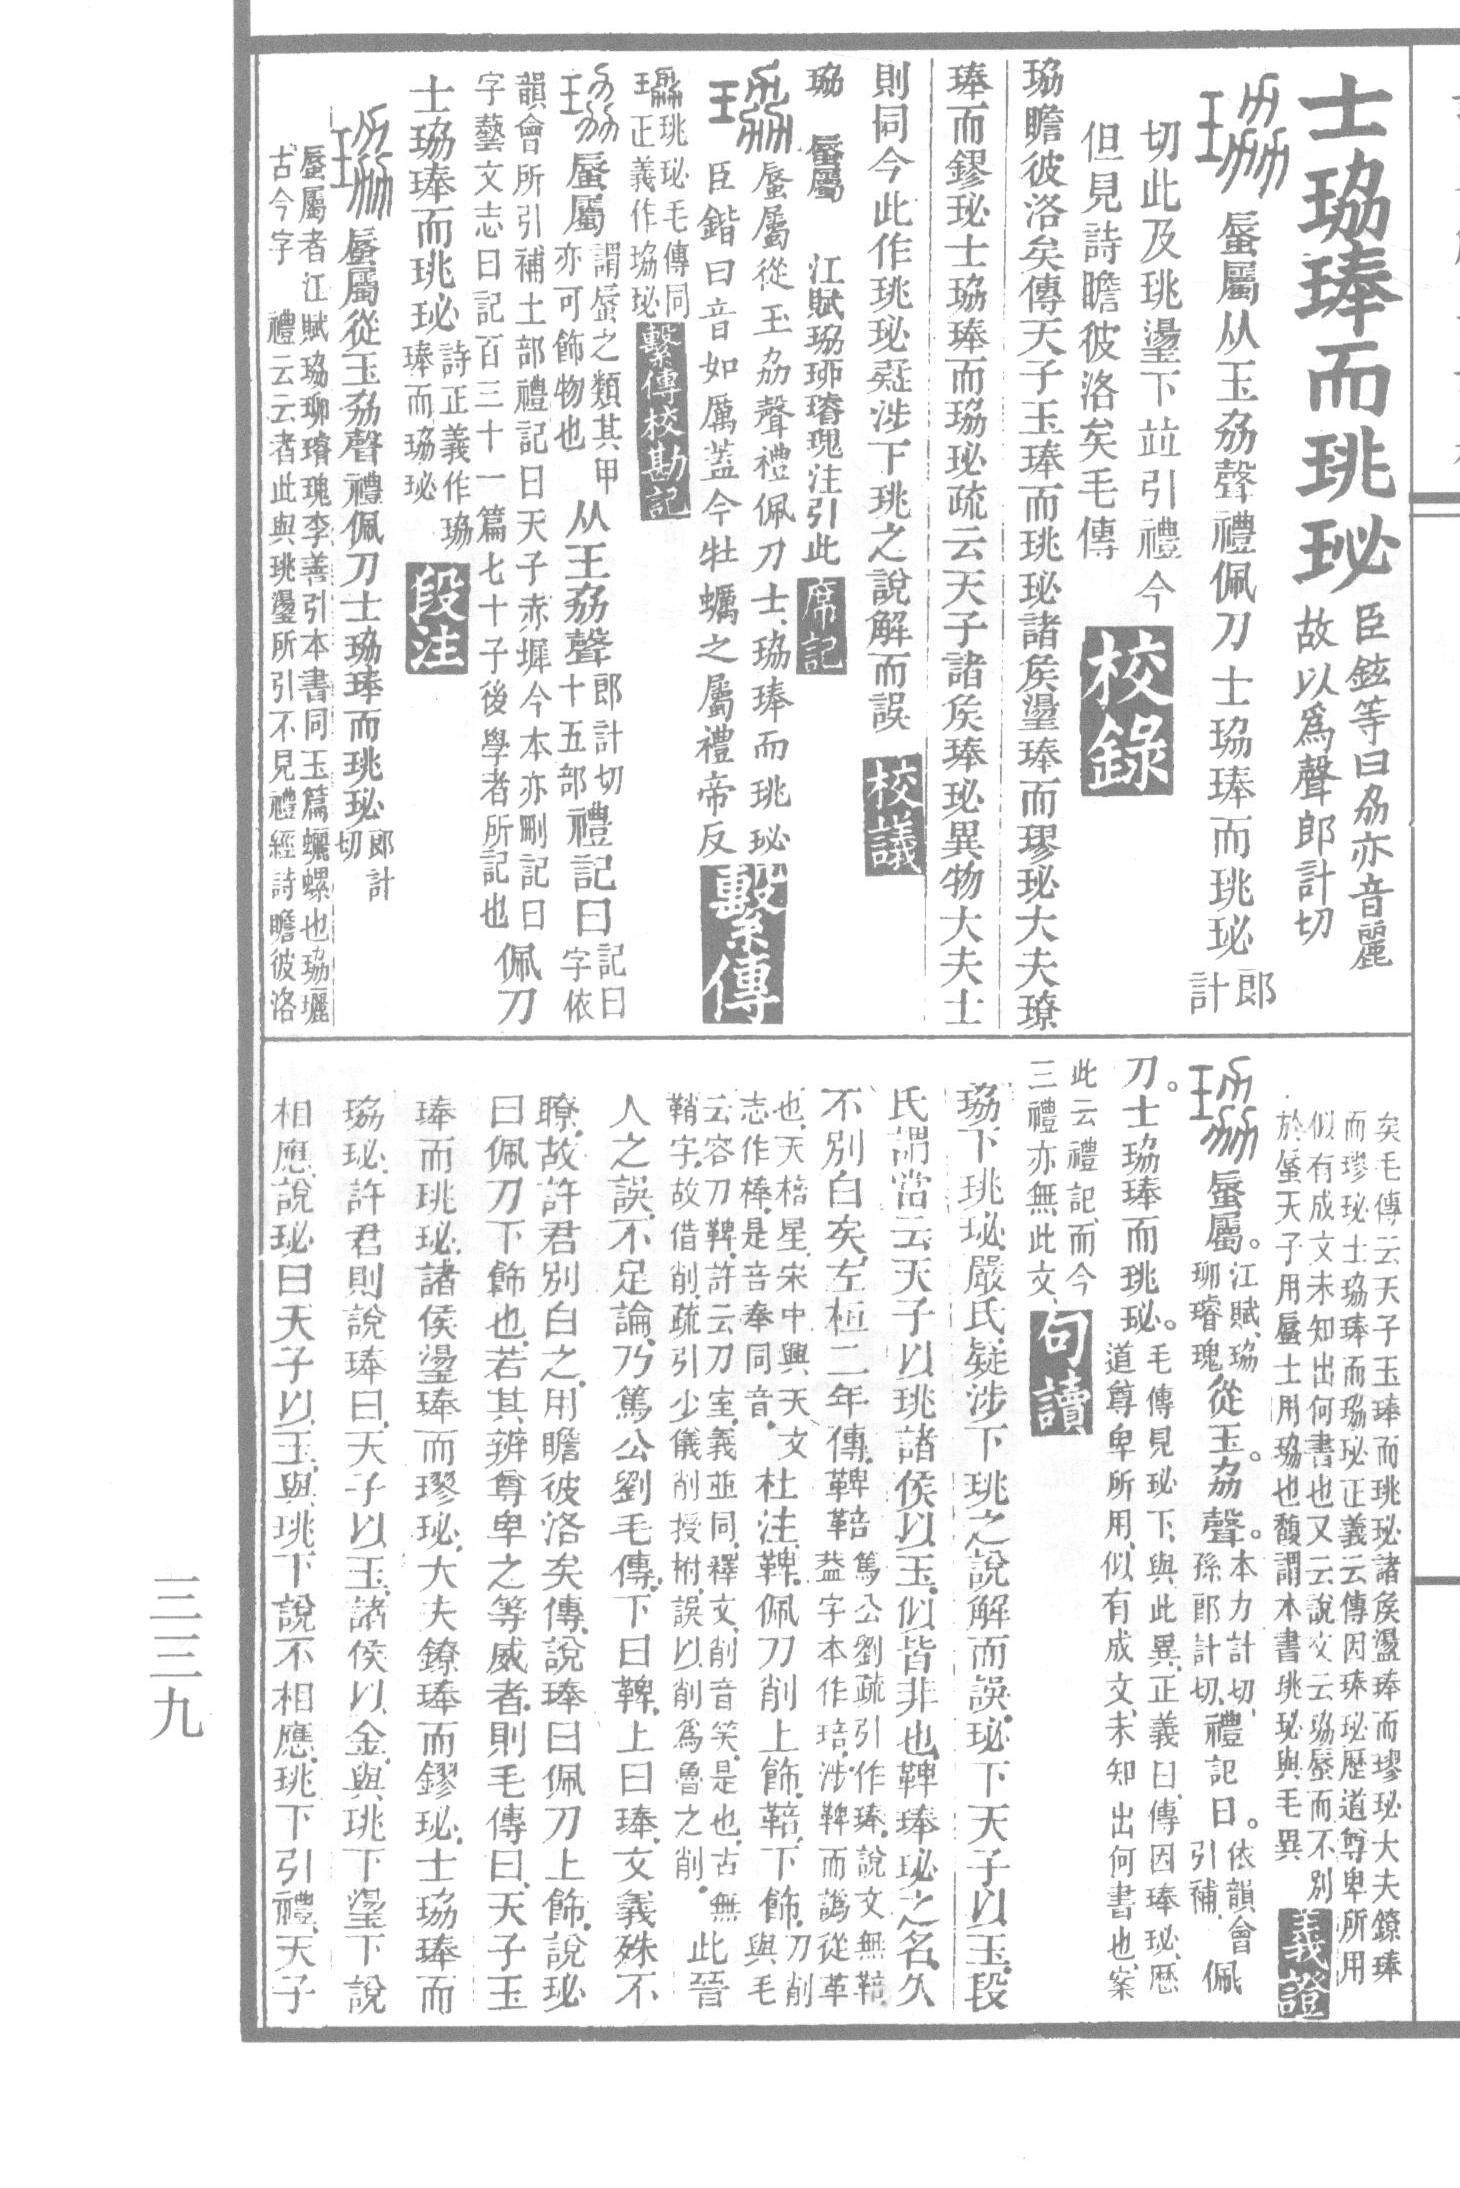 士珕琫而珧珌臣鉉等曰劦亦音麗
故以爲聲郎計切
珕
蜃屬从玉劦聲禮佩刀士珕琫而珧珌郎
計
切此及珧璗下竝引禮今
但見詩瞻彼洛矣毛傳
校錄
珕瞻彼洛矣傳天子玉琫而珧珌諸矦璗琫而璆珌大夫鐐
琫而鏐珌士珕琫而珕珌疏云天子諸矦琫珌異物大夫士
則同今此作珧珌疑涉下珧之說解而誤
校議
珕 蜃屬 江賦珕珋璿瑰注引此
席記
珕
蜃屬從玉劦聲禮佩刀士珕琫而珧珌
臣鍇曰音如厲蓋今牡蠣之屬禮帝反
繫傳
珕珧珌毛傳同
正義作珕珌
繫傳校勘記
珕
蜃屬謂蜃之類其甲
亦可飾物也
从王劦聲郎計切
十五部
禮記曰記曰
字依
韻會所引補土部禮記曰天子赤墀今本亦刪記曰
字藝文志曰記百三十一篇七十子後學者所記也
佩刀
士珕琫而珧珌詩正義作珕
琫而珕珌
段注
珕
蜃屬從玉劦聲禮佩刀士珕琫而珧珌郎計
切
蜃屬者江賦珕珋璿瑰李善引本書同玉篇蠣螺也珕𤫟
古今字 禮云云者此與珧璗所引不見禮經詩瞻彼洛
矣毛傳云天子玉琫而珧珌諸矦璗琫而璆珌大夫鐐琫
而璆珌士珕琫而珕珌正義云傳因琫珌歷道尊卑所用
似有成文未知出何書也又云說文云珕蜃而不別
於蜃天子用蜃士用珕也馥謂本書珧珌與毛異
義證
珕
蜃屬。江賦、珕
珋璿瑰
從玉。劦聲。本力計切、
孫郎計切、
禮記曰。依韻會
引補、
佩
刀。士珕琫而珧珌。毛傳見珌下、與此異、正義曰、傳因琫珌、歷
道尊卑所用、似有成文、未知出何書也、案
此云禮記、而今
三禮亦無此文、
句讀
珕下珧珌、嚴氏疑涉下珧之說解而誤、珌下天子以玉、段
氏謂當云天子以珧諸侯以玉、似皆非也、鞞琫珌之名、久
不別白矣、左桓二年傳、鞞鞛篤公劉疏引作琫、說文無鞛、
葢字本作琣、涉鞞而譌從革
也、天棓星、宋中興天文
志作棒、是咅奉同音、
杜注、鞞、佩刀削上飾、鞛、下飾、刀削
與毛
云容刀鞞、許云刀室、義並同、釋文、削音笑、是也、古無
鞘字、故借削、疏引少儀削授拊、誤以削爲魯之削、
此晉
人之誤、不足論、乃篤公劉毛傳、下曰鞞、上曰琫、文義殊不
瞭、故許君別白之、用瞻彼洛矣傳、說琫曰佩刀上飾、說珌
曰佩刀下飾也、若其辨尊卑之等威者、則毛傳曰、天子玉
琫而珧珌、諸侯璗琫而璆珌、大夫鐐琫而鏐珌、士珕琫而
珕珌、許君則說琫曰、天子以玉、諸侯以金、與珧下璗下說
相應、說珌曰天子以玉、與珧下說不相應、珧下引禮、天子
三三九